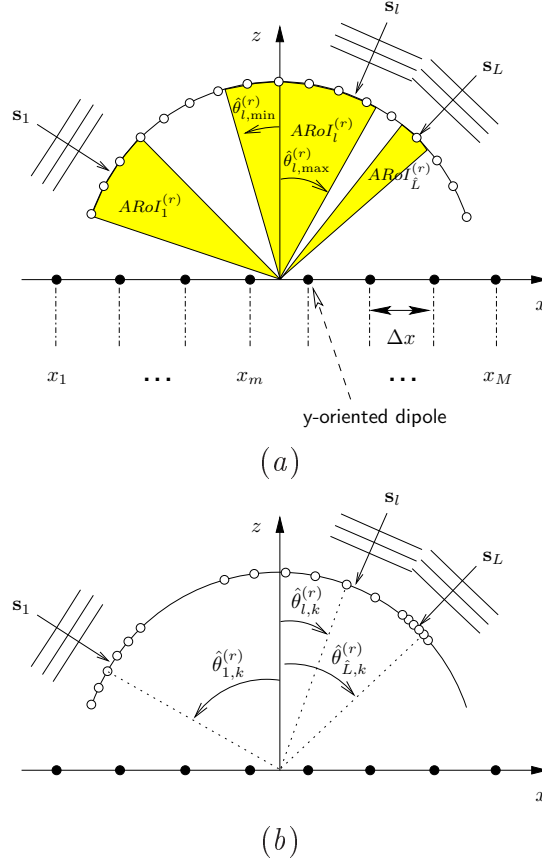 s_l
z
s_L
s_1
θ̂_{l,min}^{(r)}
ARoI_l^{(r)}
θ̂_{l,max}^{(r)}
ARoI_{L̂}^{(r)}
ARoI_1^{(r)}
x
Δx
x_1 ... x_m ... x_M
y-oriented dipole
(a)
s_l
z
s_L
s_1
θ̂_{l,k}^{(r)}
θ̂_{1,k}^{(r)}
θ̂_{L̂,k}^{(r)}
x
(b)